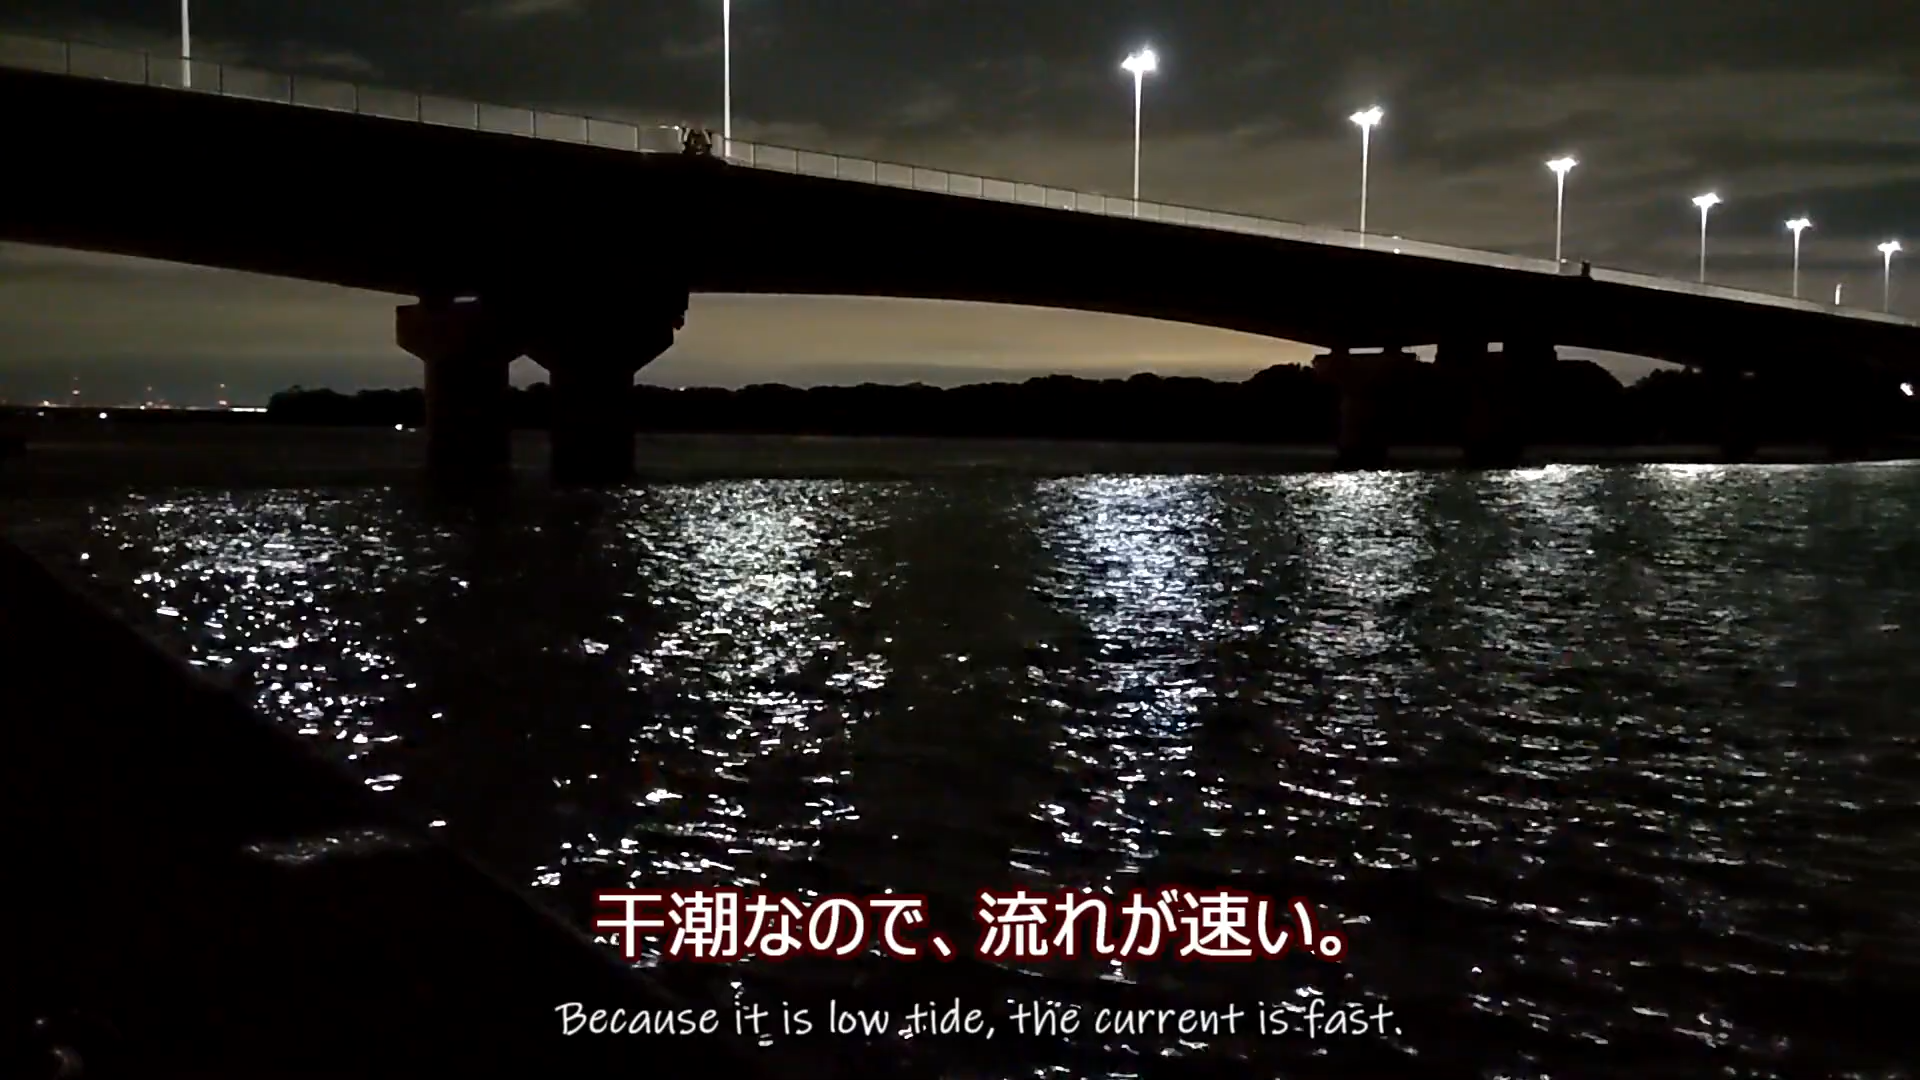 干潮なので、流れが速い。
Because it is low tide, the current is fast.